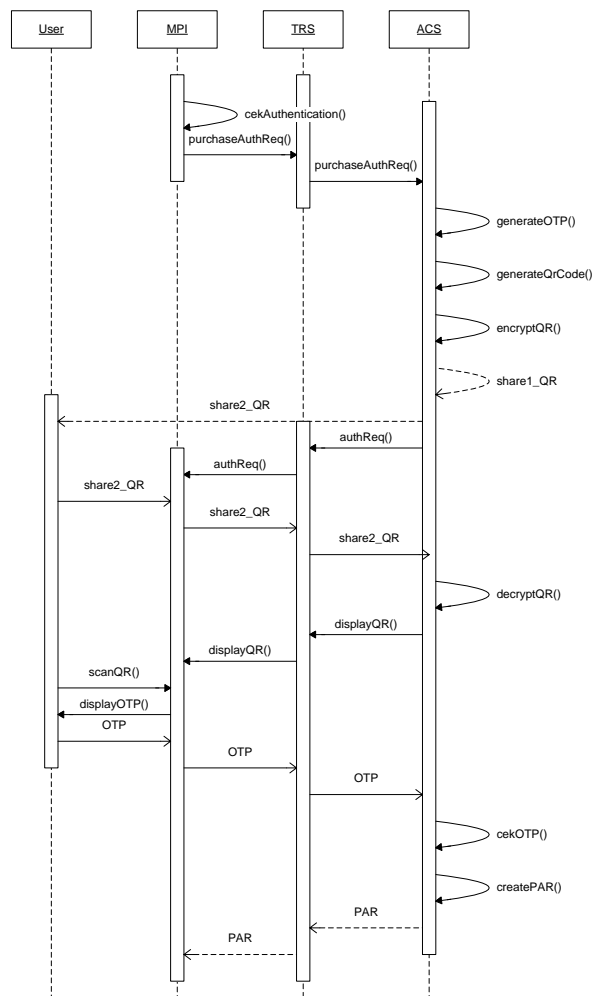 User
MPI
TRS
ACS
cekAuthentication()
purchaseAuthReq()
purchaseAuthReq()
generateOTP()
generateQrCode()
encryptQR()
share1_QR
share2_QR
authReq()
authReq()
share2_QR
share2_QR
share2_QR
decryptQR()
displayQR()
displayQR()
scanQR()
displayOTP()
OTP
OTP
OTP
cekOTP()
createPAR()
PAR
PAR